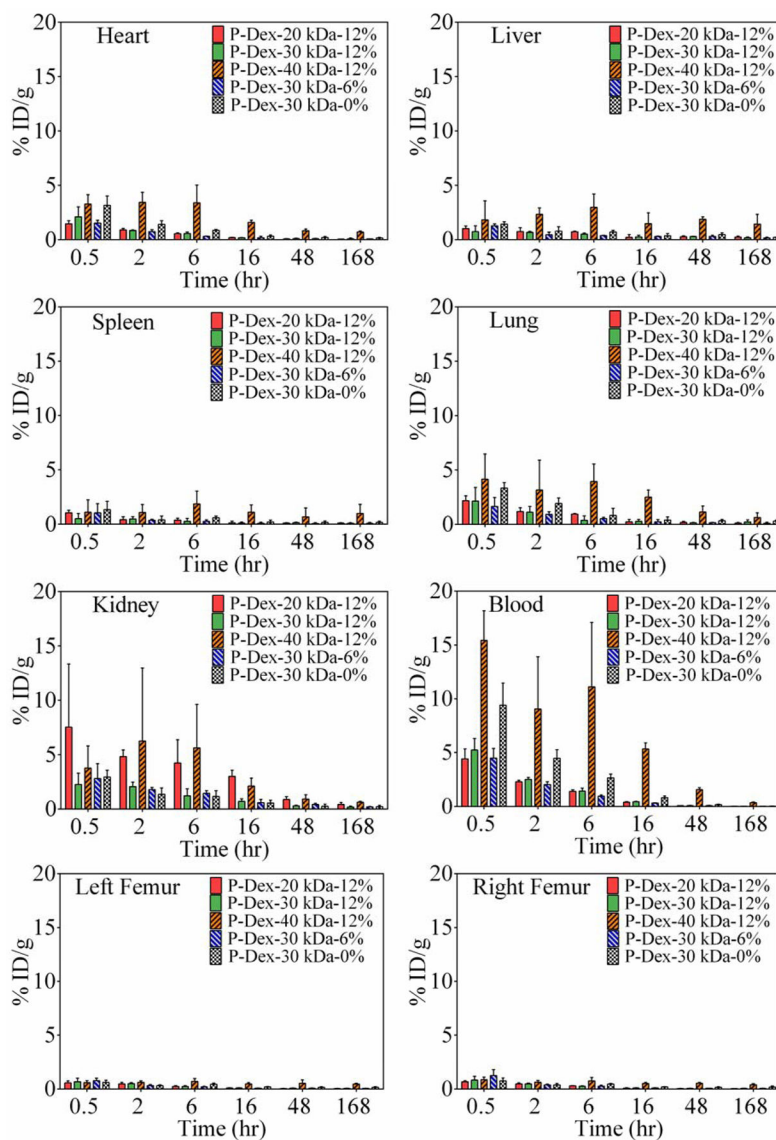 Heart
P-Dex-20 kDa-12%
P-Dex-30 kDa-12%
P-Dex-40 kDa-12%
P-Dex-30 kDa-6%
P-Dex-30 kDa-0%
% ID/g
20
15
10
5
0
0.5 2 6 16 48 168
Time (hr)
Liver
P-Dex-20 kDa-12%
P-Dex-30 kDa-12%
P-Dex-40 kDa-12%
P-Dex-30 kDa-6%
P-Dex-30 kDa-0%
% ID/g
20
15
10
5
0
0.5 2 6 16 48 168
Time (hr)
Spleen
P-Dex-20 kDa-12%
P-Dex-30 kDa-12%
P-Dex-40 kDa-12%
P-Dex-30 kDa-6%
P-Dex-30 kDa-0%
% ID/g
20
15
10
5
0
0.5 2 6 16 48 168
Time (hr)
Lung
P-Dex-20 kDa-12%
P-Dex-30 kDa-12%
P-Dex-40 kDa-12%
P-Dex-30 kDa-6%
P-Dex-30 kDa-0%
% ID/g
20
15
10
5
0
0.5 2 6 16 48 168
Time (hr)
Kidney
P-Dex-20 kDa-12%
P-Dex-30 kDa-12%
P-Dex-40 kDa-12%
P-Dex-30 kDa-6%
P-Dex-30 kDa-0%
% ID/g
20
15
10
5
0
0.5 2 6 16 48 168
Time (hr)
Blood
P-Dex-20 kDa-12%
P-Dex-30 kDa-12%
P-Dex-40 kDa-12%
P-Dex-30 kDa-6%
P-Dex-30 kDa-0%
% ID/g
20
15
10
5
0
0.5 2 6 16 48 168
Time (hr)
Left Femur
P-Dex-20 kDa-12%
P-Dex-30 kDa-12%
P-Dex-40 kDa-12%
P-Dex-30 kDa-6%
P-Dex-30 kDa-0%
% ID/g
20
15
10
5
0
0.5 2 6 16 48 168
Time (hr)
Right Femur
P-Dex-20 kDa-12%
P-Dex-30 kDa-12%
P-Dex-40 kDa-12%
P-Dex-30 kDa-6%
P-Dex-30 kDa-0%
% ID/g
20
15
10
5
0
0.5 2 6 16 48 168
Time (hr)